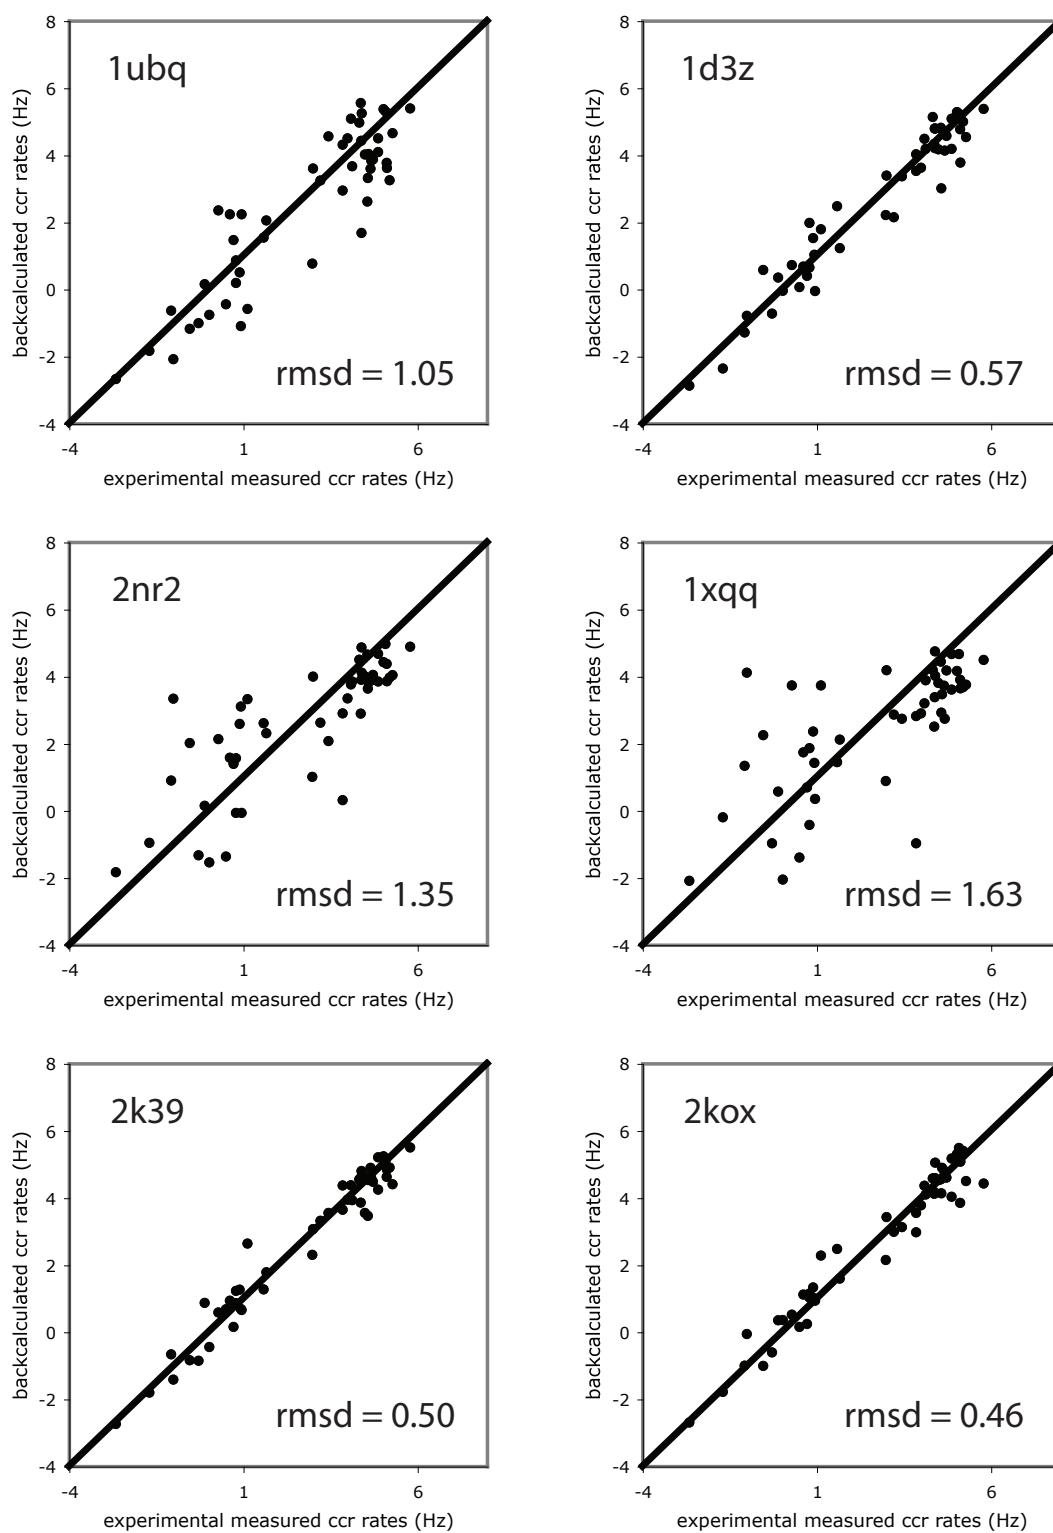 1ubq
8
6
4
2
0
-2
-4
-4 1 6
backcalculated ccr rates (Hz)
experimental measured ccr rates (Hz)
rmsd = 1.05
1d3z
8
6
4
2
0
-2
-4
-4 1 6
backcalculated ccr rates (Hz)
experimental measured ccr rates (Hz)
rmsd = 0.57
2nr2
8
6
4
2
0
-2
-4
-4 1 6
backcalculated ccr rates (Hz)
experimental measured ccr rates (Hz)
rmsd = 1.35
1xqq
8
6
4
2
0
-2
-4
-4 1 6
backcalculated ccr rates (Hz)
experimental measured ccr rates (Hz)
rmsd = 1.63
2k39
8
6
4
2
0
-2
-4
-4 1 6
backcalculated ccr rates (Hz)
experimental measured ccr rates (Hz)
rmsd = 0.50
2kox
8
6
4
2
0
-2
-4
-4 1 6
backcalculated ccr rates (Hz)
experimental measured ccr rates (Hz)
rmsd = 0.46